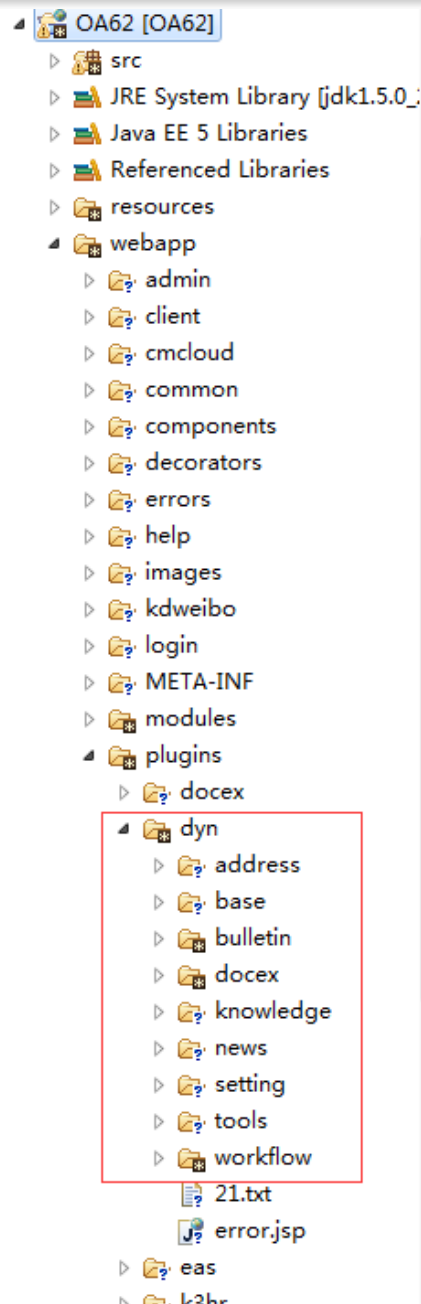 OA62 [OA62]
src
JRE System Library [jdk1.5.0_
Java EE 5 Libraries
Referenced Libraries
resources
webapp
admin
client
cmcloud
common
components
decorators
errors
help
images
kdweibo
login
META-INF
modules
plugins
docex
dyn
address
base
bulletin
docex
knowledge
news
setting
tools
workflow
21.txt
error.jsp
eas
k3hr